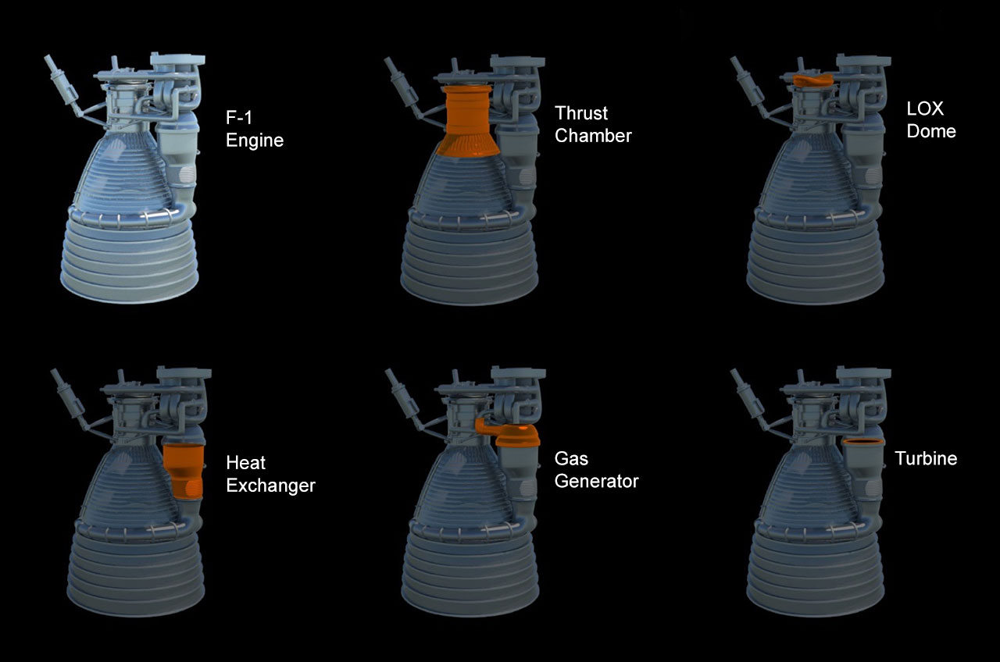 F-1
Engine
Thrust
Chamber
LOX
Dome
Heat
Exchanger
Gas
Generator
Turbine